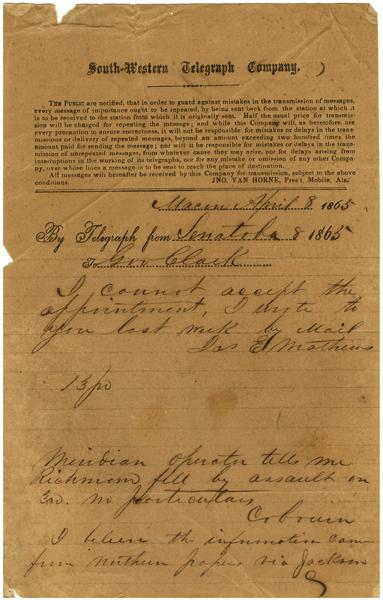 South-Western Telegraph Company.
THE PUBLIC are notified, that in order to guard against mistakes in the transmission of messages,
every message of importance ought to be repeated, by being sent back from the station at which it
is to be received to the station from which it is originally sent. Half the usual price for transmis-
sion will be charged for repeating the message; and while this Company will, as heretofore, use
every precaution to ensure correctness, it will not be responsible for mistakes or delays in the trans-
missions or delivery of repeated messages, beyond an amount exceeding five hundred times the
amount paid for sending the message; nor will it be responsible for mistakes or delays in the trans-
mission of unrepeated messages, from whatever cause they may arise, nor for delays arising from
interruptions in the working of its telegraphs, nor for any mistake or omission of any other Compa-
ny, over whose lines a message is to be sent to reach the place of destination.
All messages will hereafter be received by this Company for transmission, subject to the above
conditions. JNO. VAN HORNE, Pres't, Mobile, Ala.
Macon April 8 1865
By Telegraph from Senatobia 8 1865
To Gov Clark
I cannot accept the
appointment, I wrote to
you last week by Mail
Jas E Mathews
13
Meridian operator tells me
Richmond fell by assault on
3rd. no particulars
Coburn
I believe the information came
from northern papers via Jackson
C